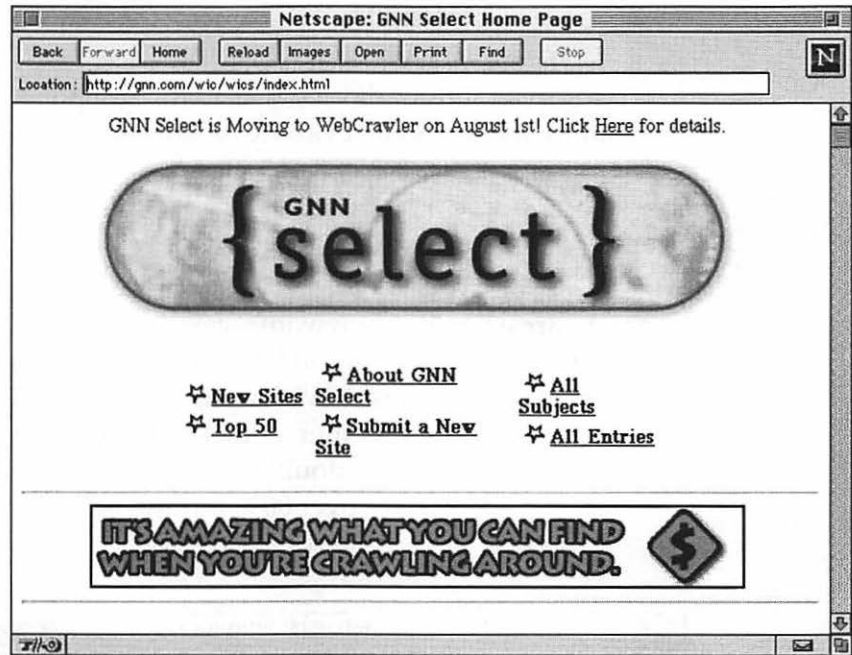 Netscape: GNN Select Home Page
Back Forward Home Reload Images Open Print Find Stop
N
Location: http://gnn.com/wic/wics/index.html
GNN Select is Moving to WebCrawler on August 1st! Click Here for details.
GNN
{select}
New Sites
Top 50
About GNN
Select
Submit a New
Site
All
Subjects
All Entries
IT'S AMAZING WHAT YOU CAN FIND
WHEN YOU'RE CRAWLING AROUND.
$